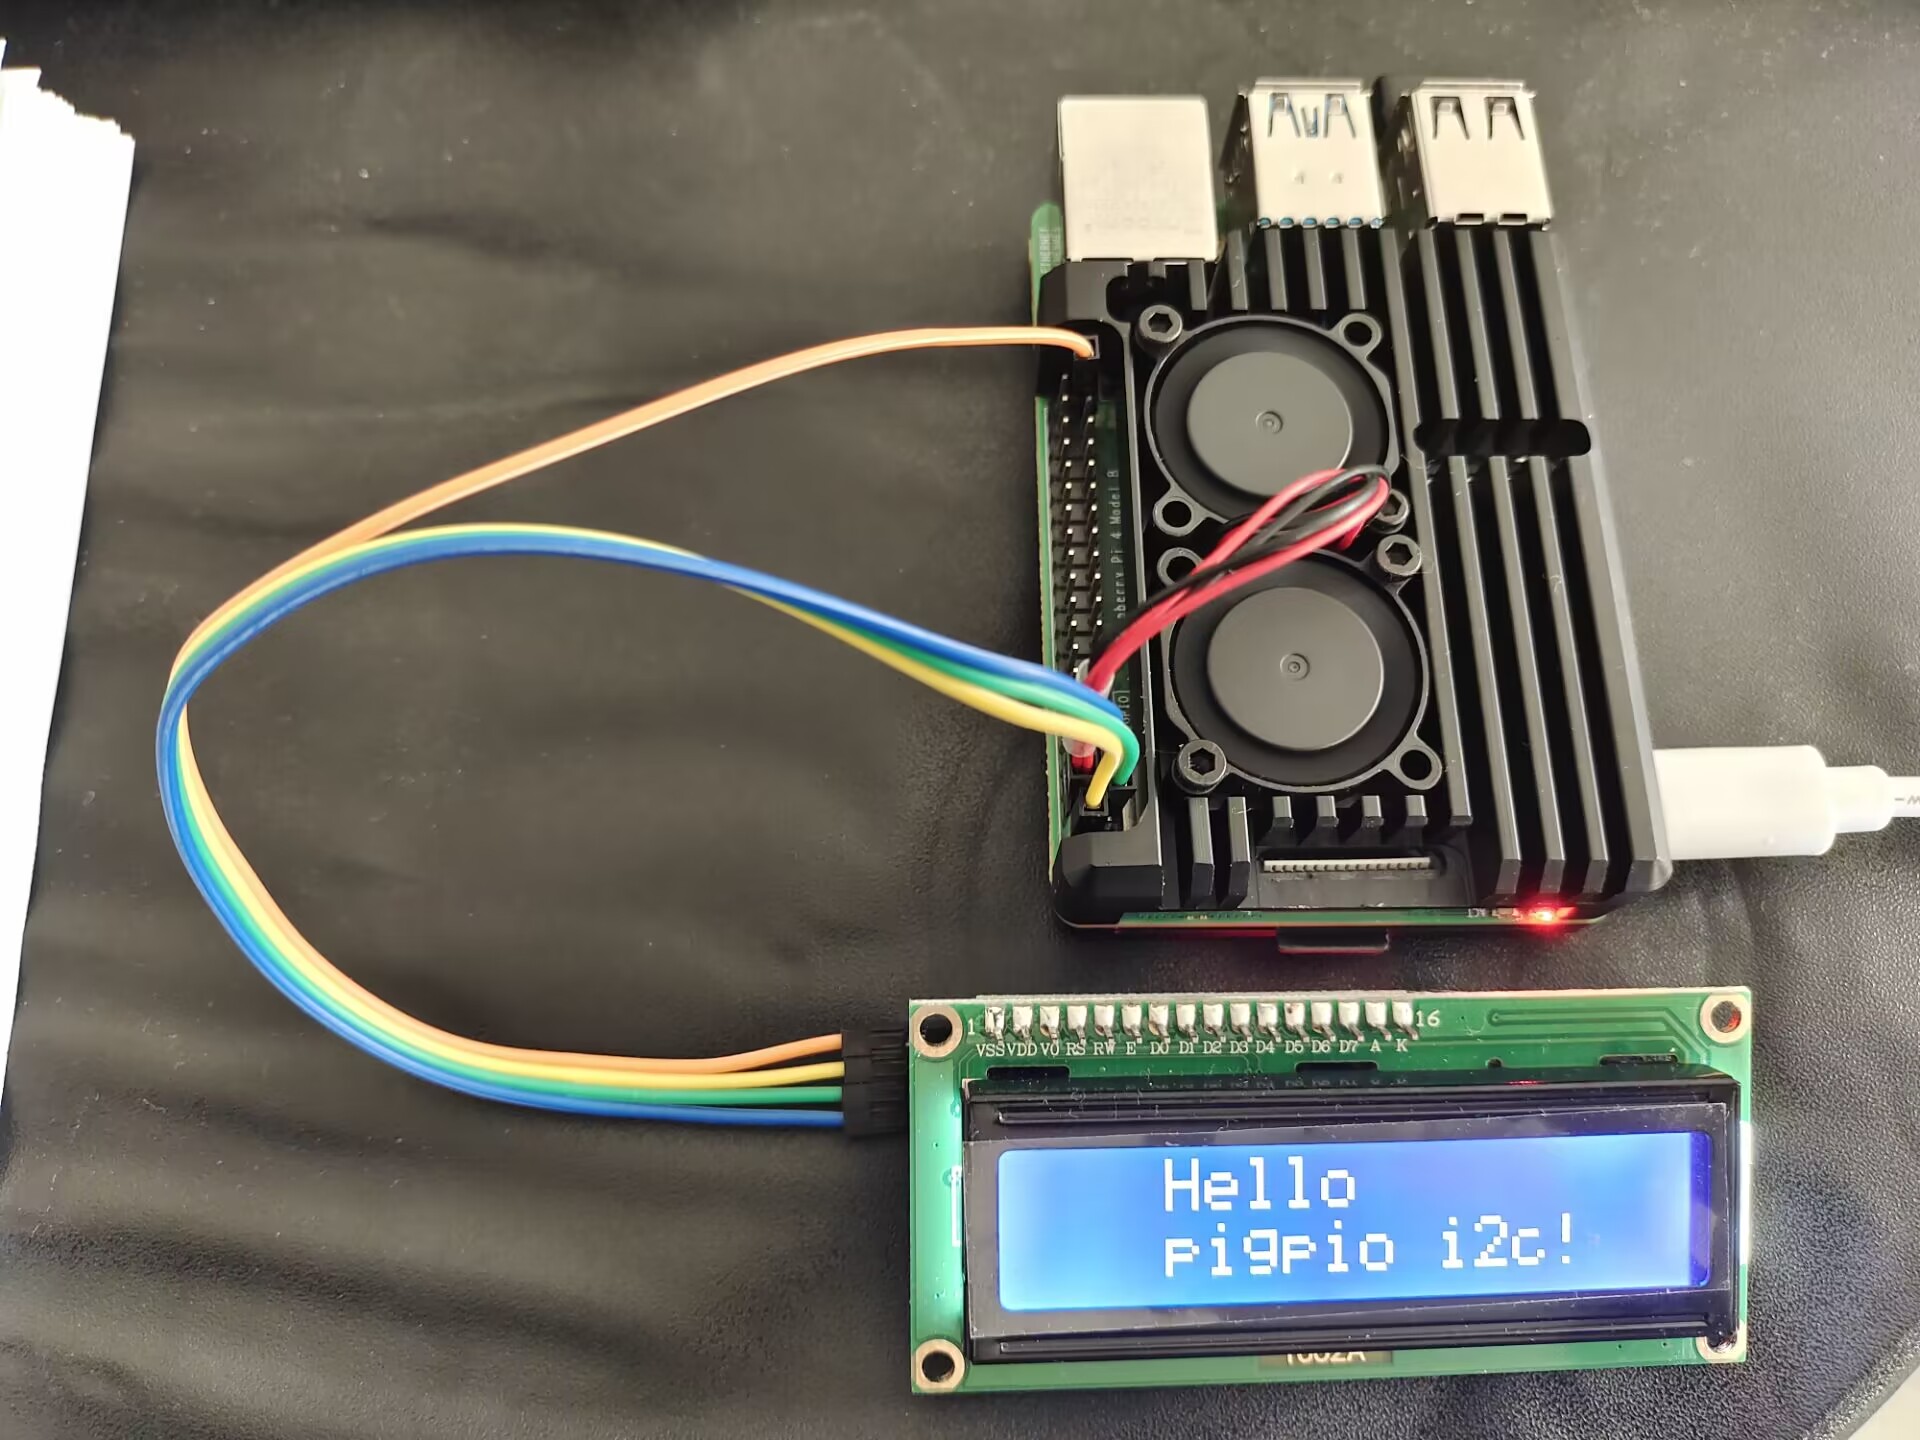 Raspberry Pi 4 Model B
GPIO
1
16
VSS VDD V0 RS RW E D0 D1 D2 D3 D4 D5 D6 D7 A K
Hello
pigpio i2c!
1602A